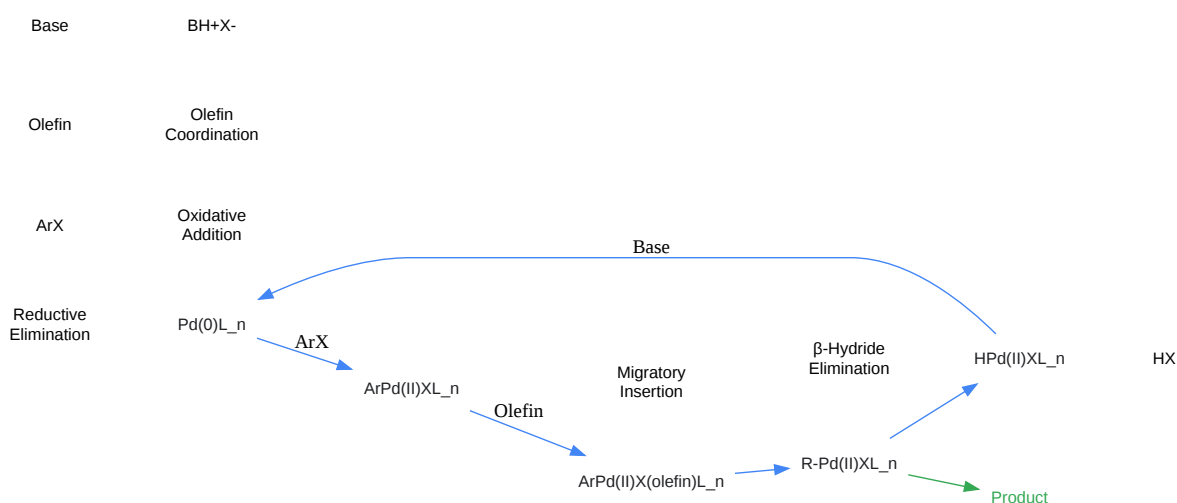 Base
BH+X-
Olefin
Olefin
Coordination
ArX
Oxidative
Addition
Base
Reductive
Elimination
Pd(0)L_n
ArX
ArPd(II)XL_n
Olefin
Migratory
Insertion
β-Hydride
Elimination
HPd(II)XL_n
HX
ArPd(II)X(olefin)L_n
R-Pd(II)XL_n
Product